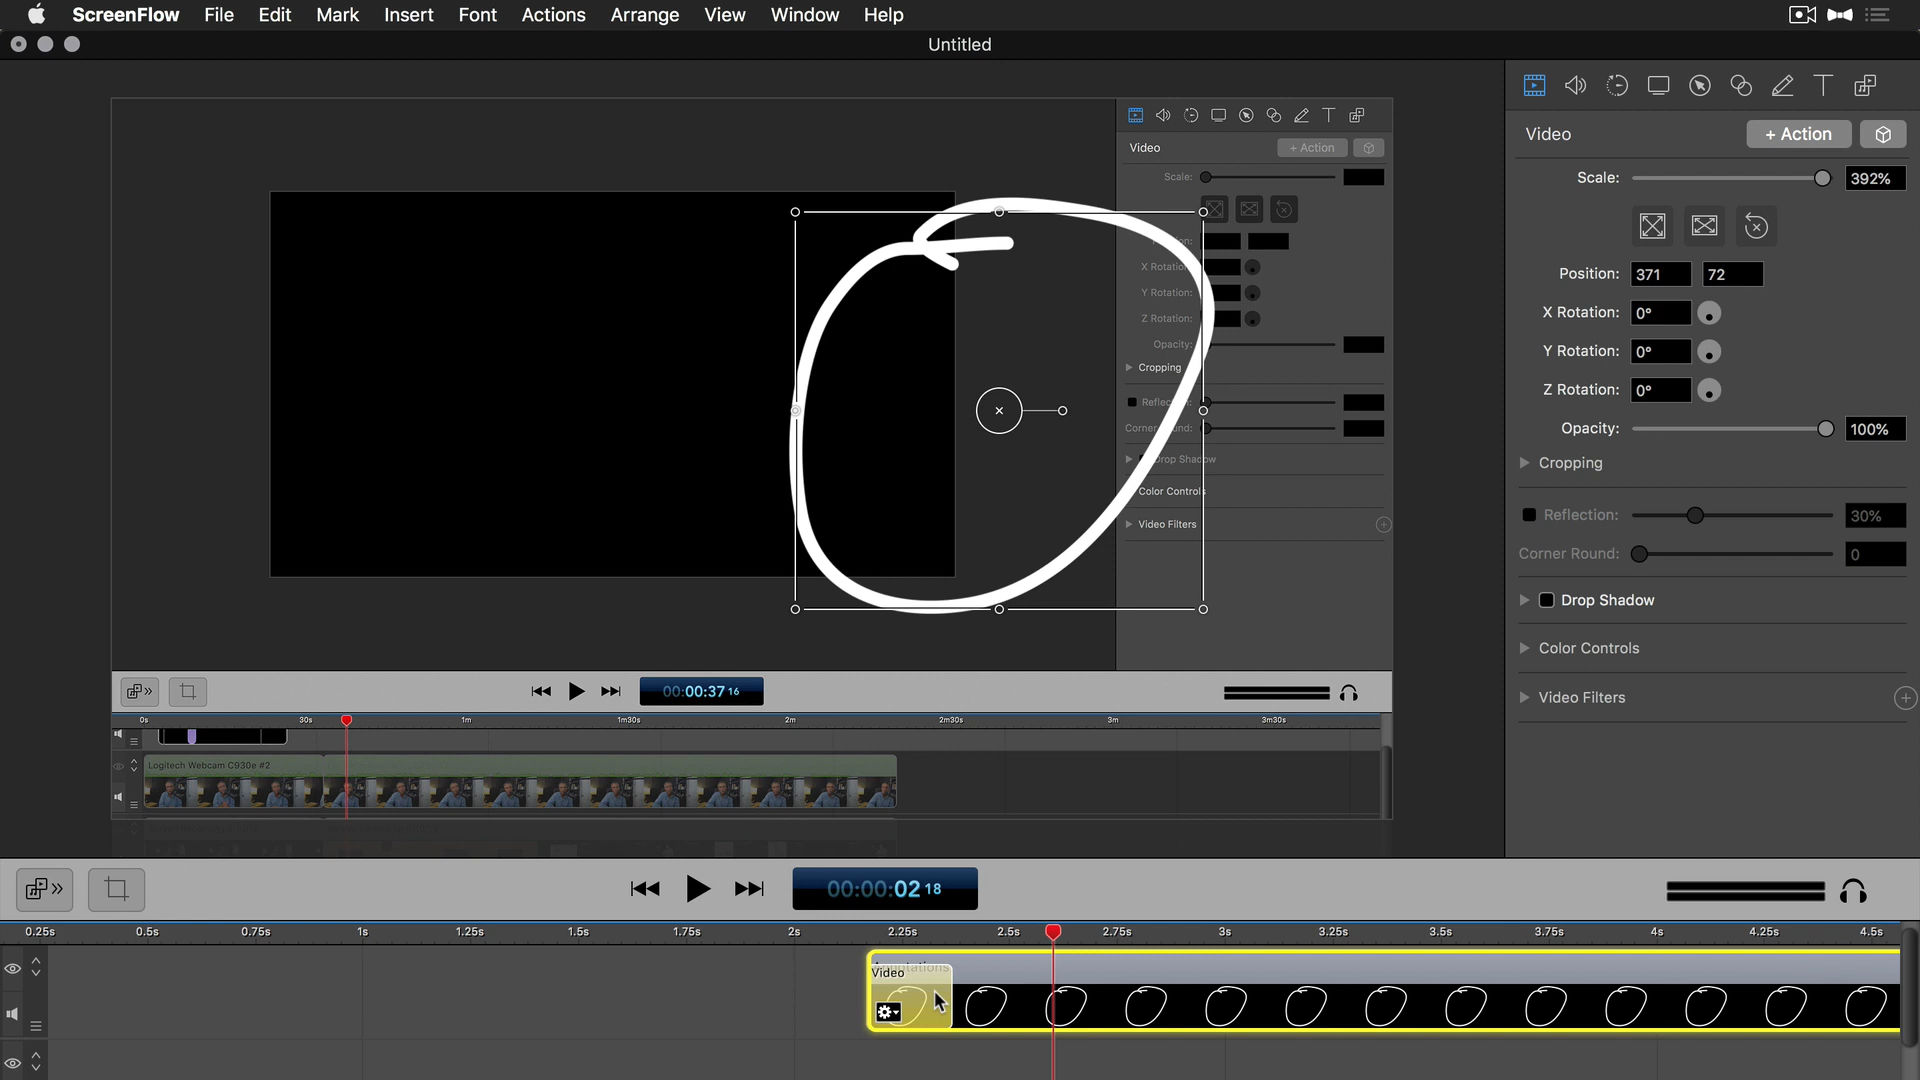 ScreenFlow File Edit Mark Insert Font Actions Arrange View Window Help
Untitled
Video + Action
Scale:
X Rotation:
Y Rotation:
Z Rotation:
Opacity:
Cropping
Drop Shadow
Color Controls
Video Filters
00:00:37 16
0s 30s 1m 1m30s 2m 2m30s 3m 3m30s
Logitech Webcam C930e #2
Video + Action
Scale: 392%
Position: 371 72
X Rotation: 0°
Y Rotation: 0°
Z Rotation: 0°
Opacity: 100%
Cropping
Reflection: 30%
Corner Round: 0
Drop Shadow
Color Controls
Video Filters
00:00:02 18
0.25s 0.5s 0.75s 1s 1.25s 1.5s 1.75s 2s 2.25s 2.5s 2.75s 3s 3.25s 3.5s 3.75s 4s 4.25s 4.5s
Annotations
Video